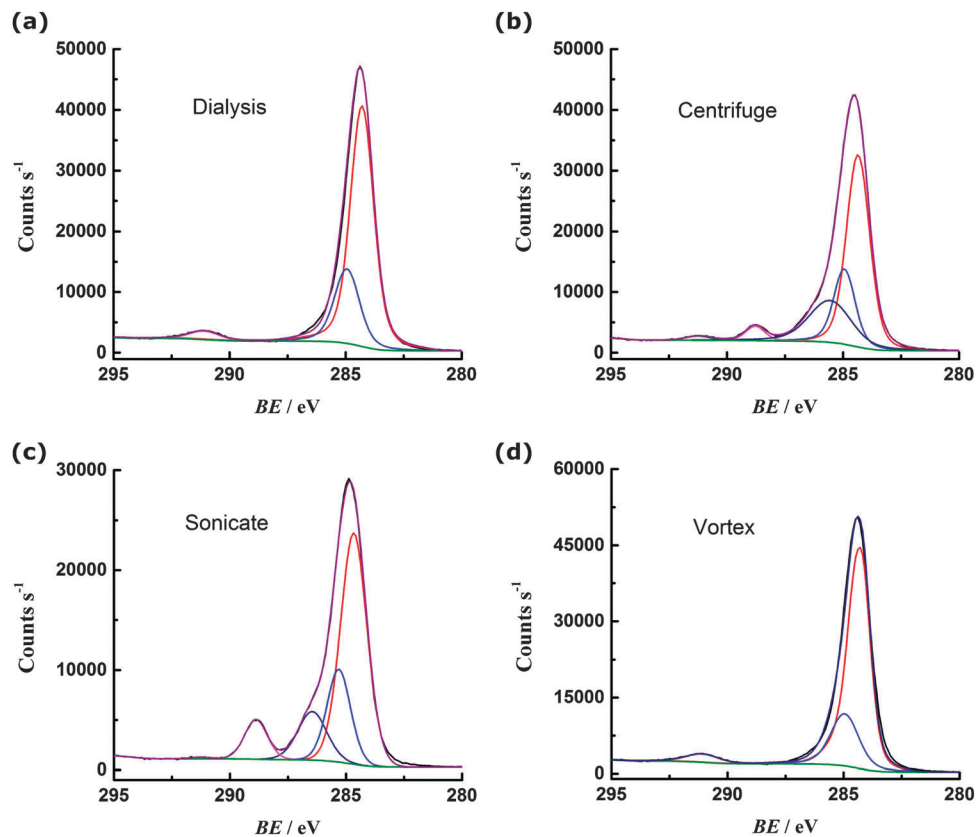 (a)
50000
40000
30000
20000
10000
0
Counts s⁻¹
Dialysis
295 290 285 280
BE / eV
(b)
50000
40000
30000
20000
10000
0
Counts s⁻¹
Centrifuge
295 290 285 280
BE / eV
(c)
30000
20000
10000
0
Counts s⁻¹
Sonicate
295 290 285 280
BE / eV
(d)
60000
45000
30000
15000
0
Counts s⁻¹
Vortex
295 290 285 280
BE / eV